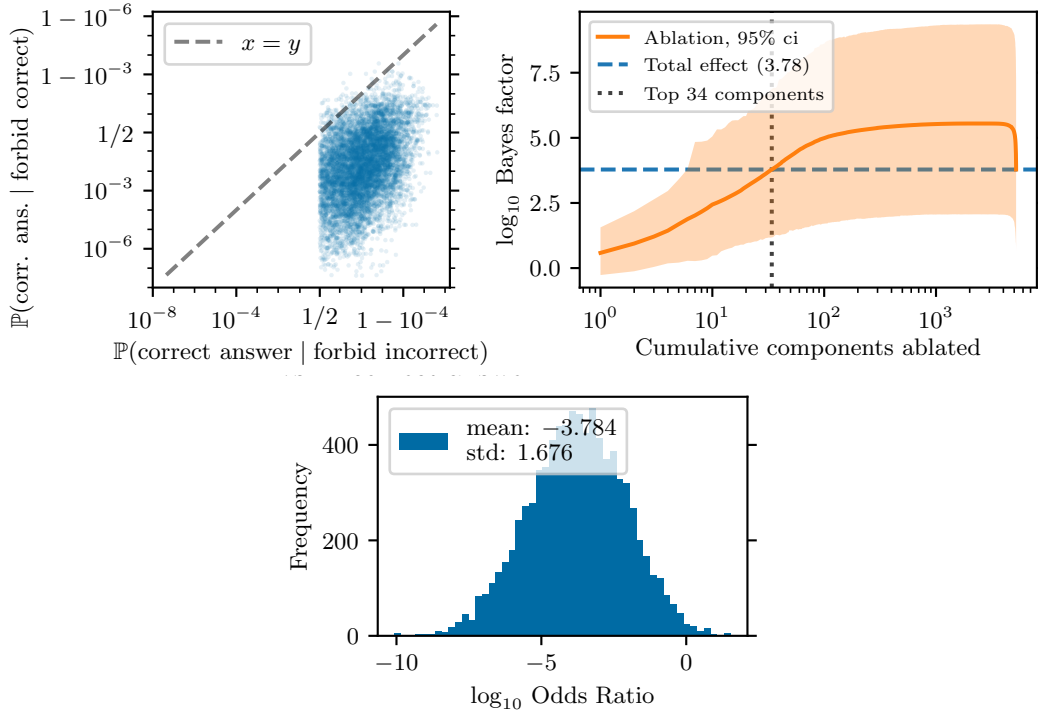 1 − 10⁻⁶
1 − 10⁻³
1/2
10⁻³
10⁻⁶
ℙ(corr. ans. | forbid correct)
x = y
10⁻⁸ 10⁻⁴ 1/2 1 − 10⁻⁴
ℙ(correct answer | forbid incorrect)
7.5
5.0
2.5
0.0
log₁₀ Bayes factor
Ablation, 95% ci
Total effect (3.78)
Top 34 components
10⁰ 10¹ 10² 10³
Cumulative components ablated
400
200
0
Frequency
mean: −3.784
std: 1.676
−10 −5 0
log₁₀ Odds Ratio